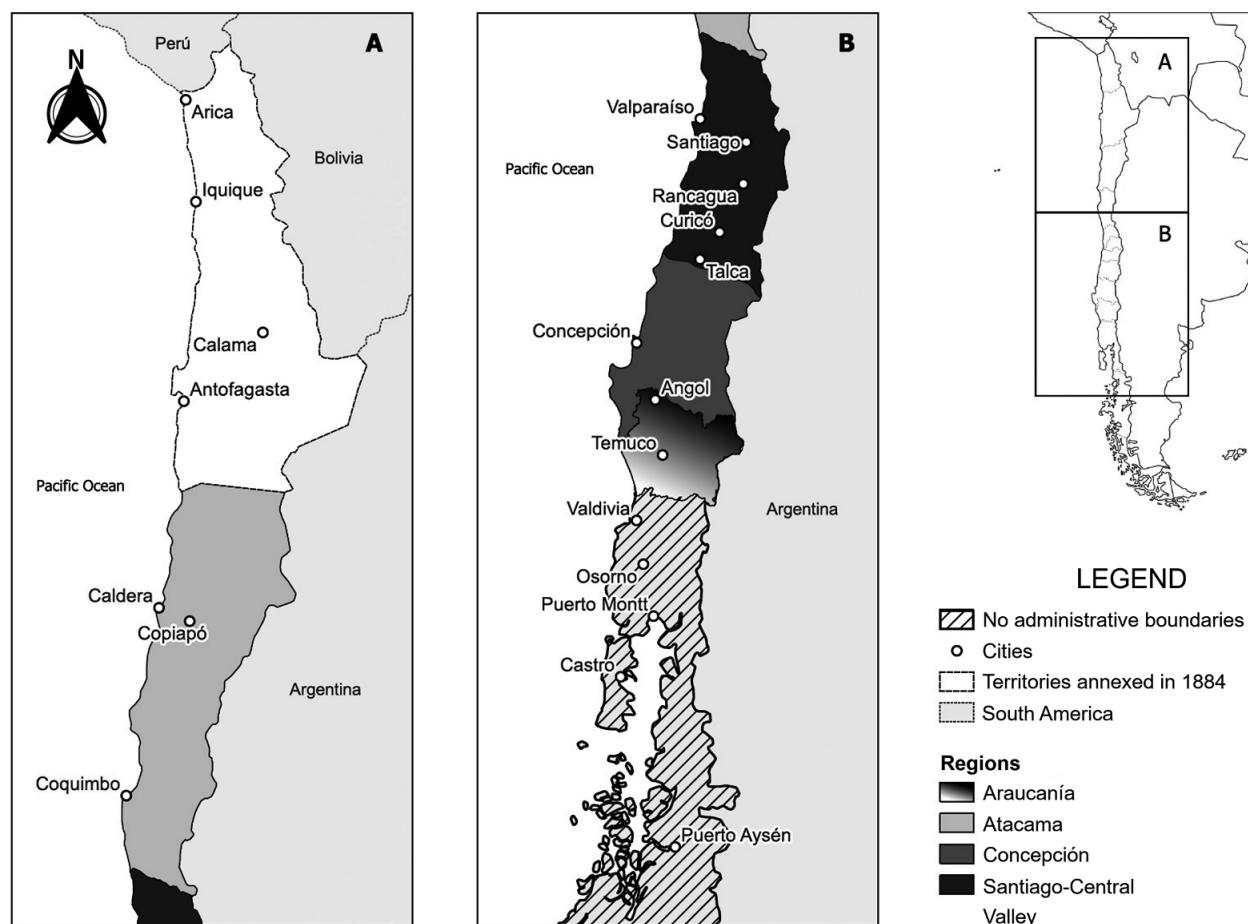 A
N
Perú
Arica
Bolivia
Iquique
Calama
Antofagasta
Pacific Ocean
Caldera
Copiapó
Argentina
Coquimbo
B
Valparaíso
Santiago
Pacific Ocean
Rancagua
Curicó
Talca
Concepción
Angol
Temuco
Valdivia
Argentina
Osorno
Puerto Montt
Castro
Puerto Aysén
A
B
LEGEND
No administrative boundaries
Cities
Territories annexed in 1884
South America
Regions
Araucanía
Atacama
Concepción
Santiago-Central
Valley